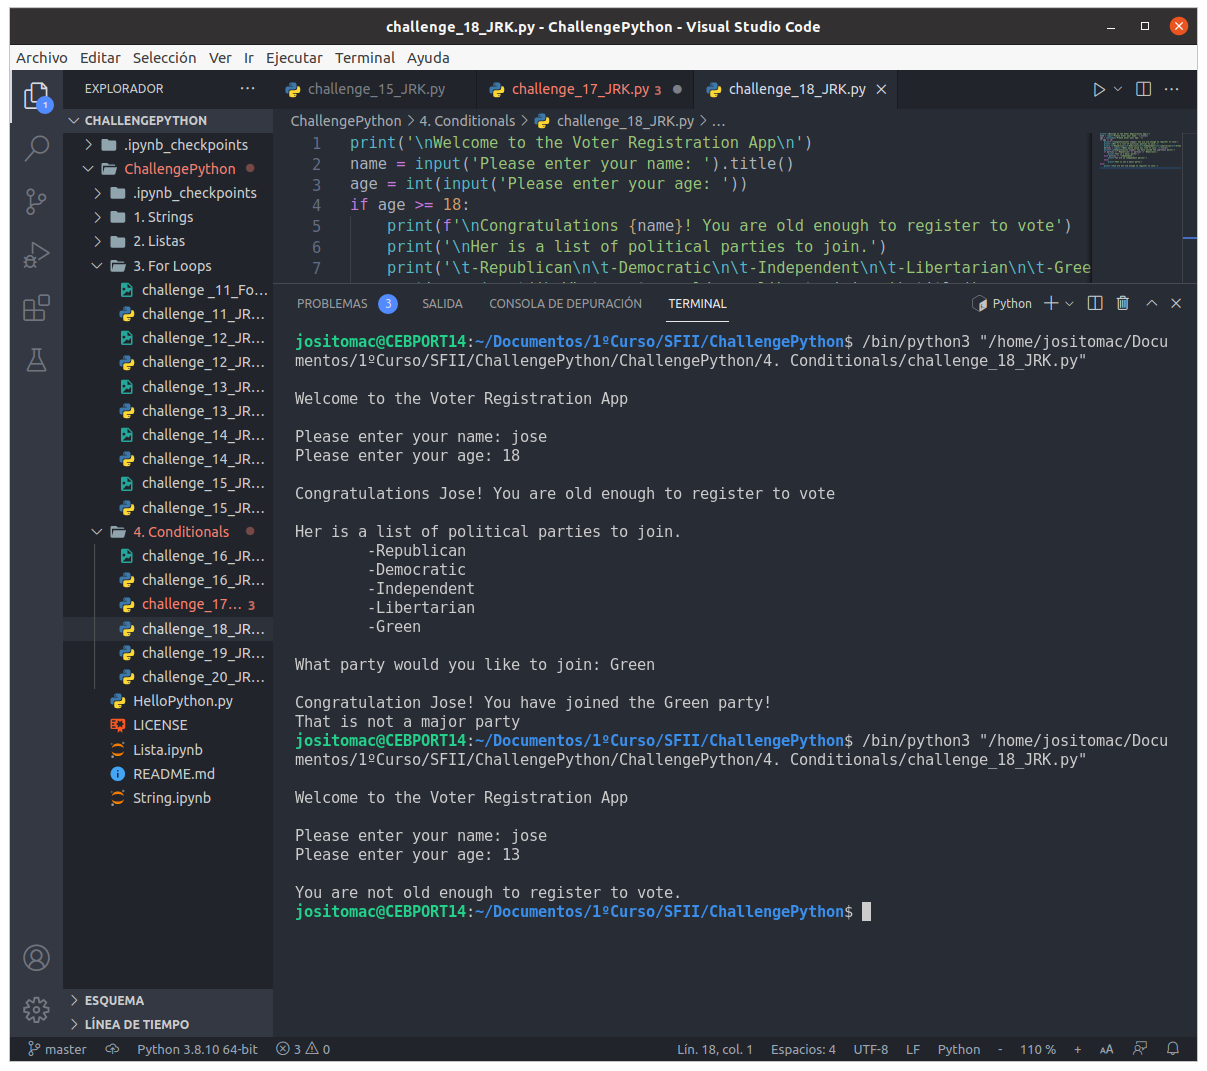 challenge_18_JRK.py - ChallengePython - Visual Studio Code
Archivo Editar Selección Ver Ir Ejecutar Terminal Ayuda
1
EXPLORADOR ···
CHALLENGEPYTHON
.ipynb_checkpoints
ChallengePython
.ipynb_checkpoints
1. Strings
2. Listas
3. For Loops
challenge _11_Fo...
challenge_11_JR...
challenge_12_JR...
challenge_12_JR...
challenge_13_JR...
challenge_13_JR...
challenge_14_JR...
challenge_14_JR...
challenge_15_JR...
challenge_15_JR...
4. Conditionals
challenge_16_JR...
challenge_16_JR...
challenge_17... 3
challenge_18_JR...
challenge_19_JR...
challenge_20_JR...
HelloPython.py
LICENSE
Lista.ipynb
README.md
String.ipynb
ESQUEMA
LÍNEA DE TIEMPO
challenge_15_JRK.py challenge_17_JRK.py 3 challenge_18_JRK.py
ChallengePython > 4. Conditionals > challenge_18_JRK.py > ...
1 print('\nWelcome to the Voter Registration App\n')
2 name = input('Please enter your name: ').title()
3 age = int(input('Please enter your age: '))
4 if age >= 18:
5 print(f'\nCongratulations {name}! You are old enough to register to vote')
6 print('\nHer is a list of political parties to join.')
7 print('\t-Republican\n\t-Democratic\n\t-Independent\n\t-Libertarian\n\t-Gree
PROBLEMAS 3 SALIDA CONSOLA DE DEPURACIÓN TERMINAL Python
jositomac@CEBPORT14:~/Documentos/1ºCurso/SFII/ChallengePython$ /bin/python3 "/home/jositomac/Docu
mentos/1ºCurso/SFII/ChallengePython/ChallengePython/4. Conditionals/challenge_18_JRK.py"
Welcome to the Voter Registration App
Please enter your name: jose
Please enter your age: 18
Congratulations Jose! You are old enough to register to vote
Her is a list of political parties to join.
-Republican
-Democratic
-Independent
-Libertarian
-Green
What party would you like to join: Green
Congratulation Jose! You have joined the Green party!
That is not a major party
jositomac@CEBPORT14:~/Documentos/1ºCurso/SFII/ChallengePython$ /bin/python3 "/home/jositomac/Docu
mentos/1ºCurso/SFII/ChallengePython/ChallengePython/4. Conditionals/challenge_18_JRK.py"
Welcome to the Voter Registration App
Please enter your name: jose
Please enter your age: 13
You are not old enough to register to vote.
jositomac@CEBPORT14:~/Documentos/1ºCurso/SFII/ChallengePython$
master Python 3.8.10 64-bit 3 0 Lín. 18, col. 1 Espacios: 4 UTF-8 LF Python - 110 % + AA